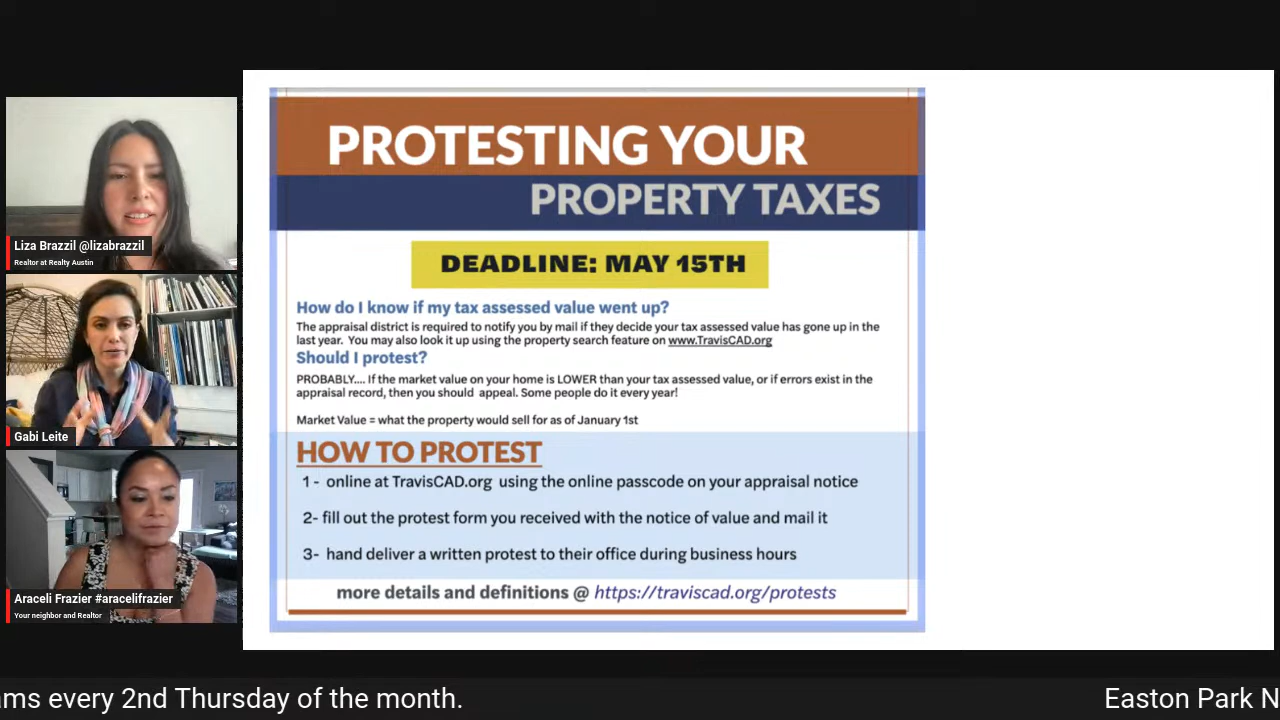 Liza Brazzil @lizabrazzil
Realtor at Realty Austin
Gabi Leite
Araceli Frazier #aracelifrazier
Your neighbor and Realtor
PROTESTING YOUR
PROPERTY TAXES
DEADLINE: MAY 15TH
How do I know if my tax assessed value went up?
The appraisal district is required to notify you by mail if they decide your tax assessed value has gone up in the
last year. You may also look it up using the property search feature on www.TravisCAD.org
Should I protest?
PROBABLY.... If the market value on your home is LOWER than your tax assessed value, or if errors exist in the
appraisal record, then you should appeal. Some people do it every year!
Market Value = what the property would sell for as of January 1st
HOW TO PROTEST
1 - online at TravisCAD.org using the online passcode on your appraisal notice
2- fill out the protest form you received with the notice of value and mail it
3- hand deliver a written protest to their office during business hours
more details and definitions @ https://traviscad.org/protests
ams every 2nd Thursday of the month. Easton Park N